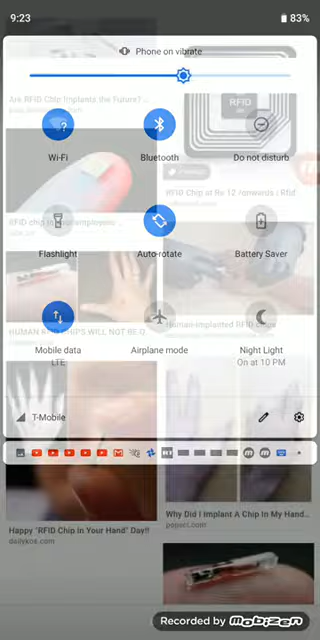 9:23
83%
Phone on vibrate
Are RFID Chip Implants the Future? ...
RFID
Wi-Fi
Bluetooth
Do not disturb
RFID Chip at Rs 12 /onwards | Rfid
Flashlight
Auto-rotate
Battery Saver
HUMAN RFID CHIPS WILL NOT BE O
Human-implanted RFID chips
Mobile data
LTE
Airplane mode
Night Light
On at 10 PM
T-Mobile
Happy "RFID Chip in Your Hand" Day!!
dailykos.com
Why Did I Implant A Chip In My Hand...
popsci.com
Recorded by Mobizen